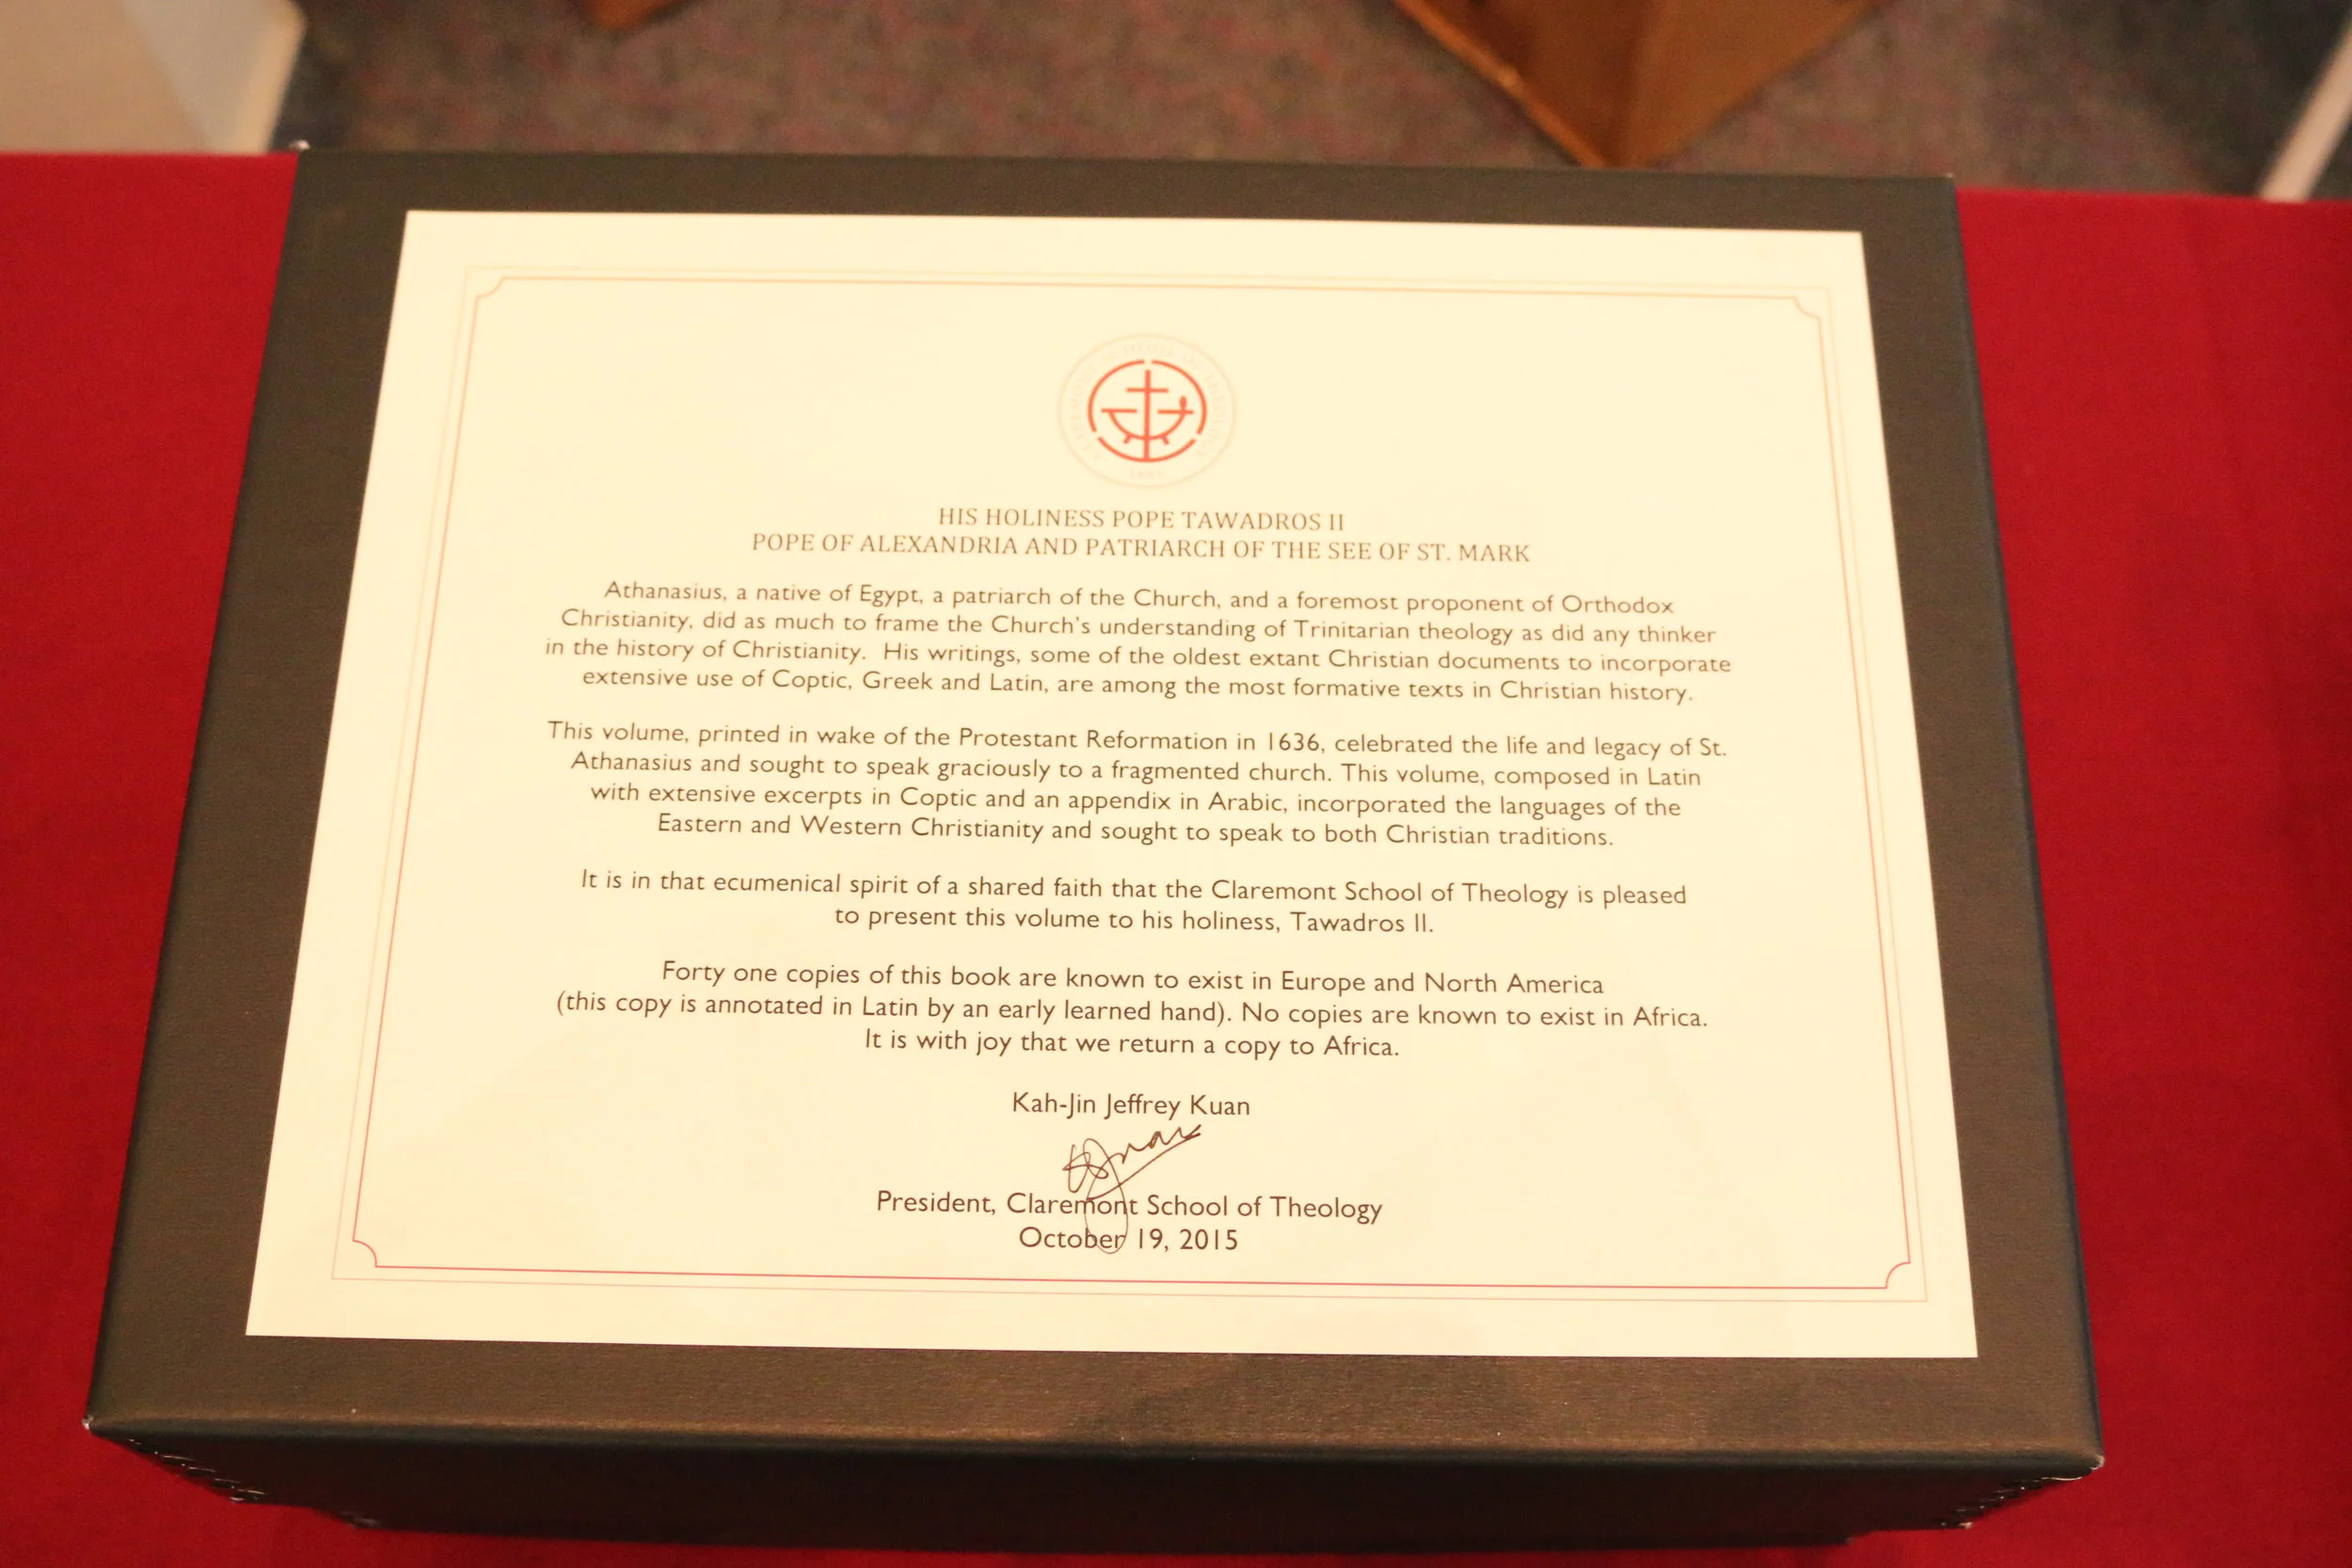 HIS HOLINESS POPE TAWADROS II
POPE OF ALEXANDRIA AND PATRIARCH OF THE SEE OF ST. MARK
Athanasius, a native of Egypt, a patriarch of the Church, and a foremost proponent of Orthodox
Christianity, did as much to frame the Church's understanding of Trinitarian theology as did any thinker
in the history of Christianity. His writings, some of the oldest extant Christian documents to incorporate
extensive use of Coptic, Greek and Latin, are among the most formative texts in Christian history.
This volume, printed in wake of the Protestant Reformation in 1636, celebrated the life and legacy of St.
Athanasius and sought to speak graciously to a fragmented church. This volume, composed in Latin
with extensive excerpts in Coptic and an appendix in Arabic, incorporated the languages of the
Eastern and Western Christianity and sought to speak to both Christian traditions.
It is in that ecumenical spirit of a shared faith that the Claremont School of Theology is pleased
to present this volume to his holiness, Tawadros II.
Forty one copies of this book are known to exist in Europe and North America
(this copy is annotated in Latin by an early learned hand). No copies are known to exist in Africa.
It is with joy that we return a copy to Africa.
Kah-Jin Jeffrey Kuan
President, Claremont School of Theology
October 19, 2015